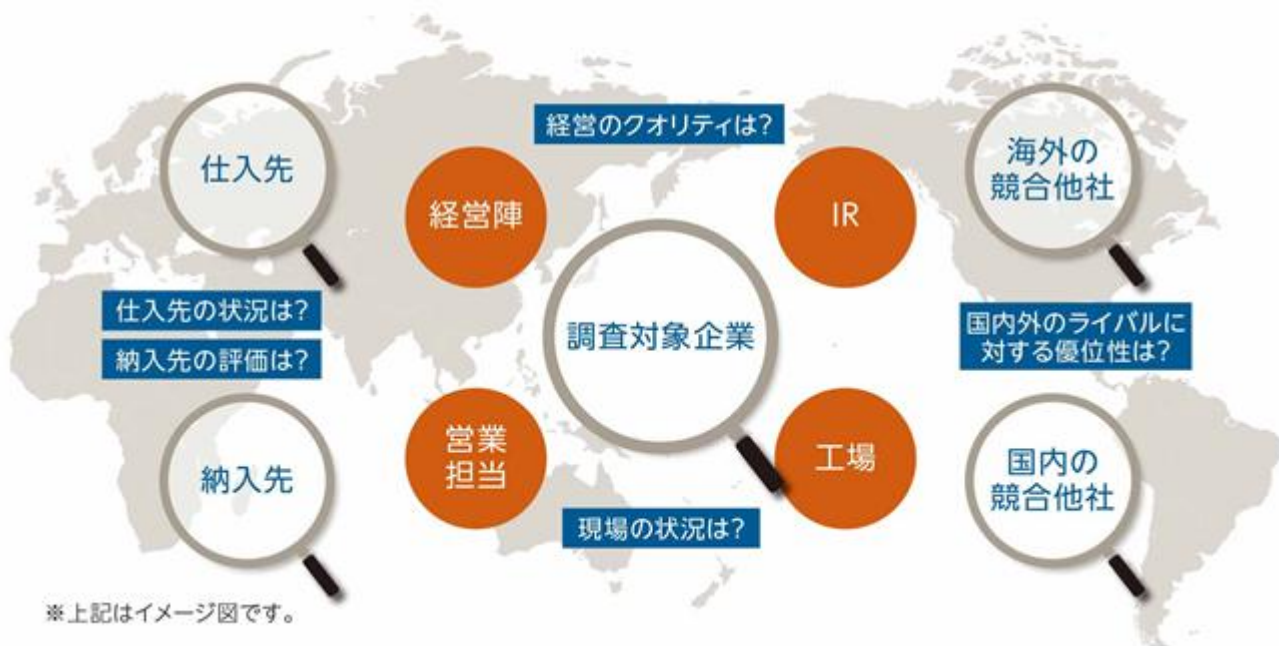 経営のクオリティは?
仕入先
経営陣
IR
海外の
競合他社
調査対象企業
仕入先の状況は?
納入先の評価は?
国内外のライバルに
対する優位性は?
営業
担当
工場
納入先
国内の
競合他社
現場の状況は?
※上記はイメージ図です。